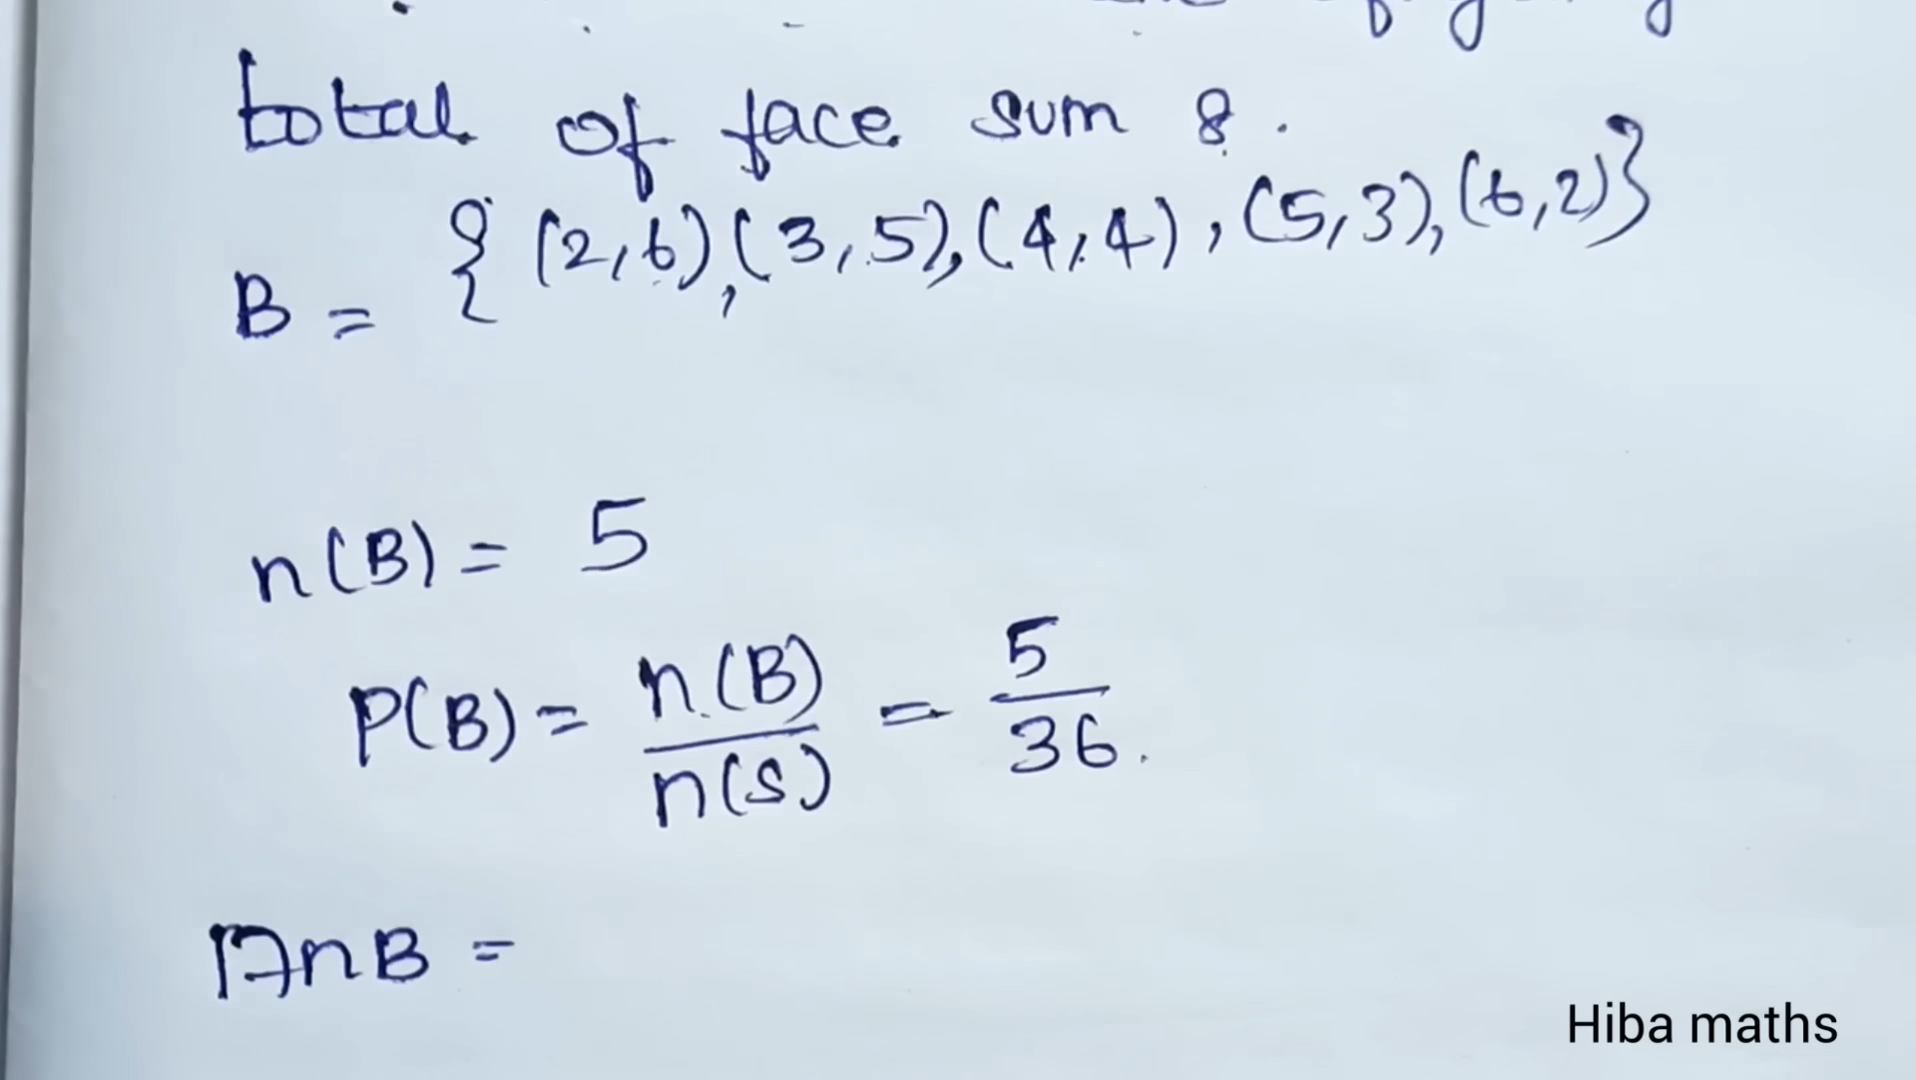 total of face sum 8.
B = { (2,6), (3,5), (4,4), (5,3), (6,2)}
n(B) = 5
P(B) = n(B)/n(S) = 5/36.
A∩B =
Hiba maths